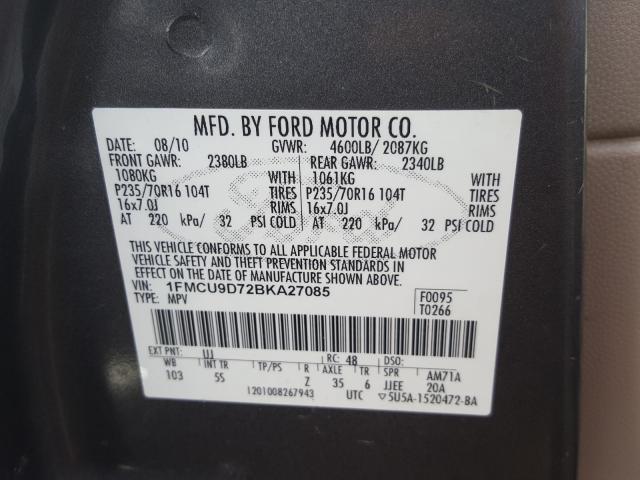 MFD. BY FORD MOTOR CO.
DATE: 08/10 GVWR: 4600LB/ 2087KG
FRONT GAWR: 2380LB REAR GAWR: 2340LB
1080KG WITH 1061KG WITH
P235/70R16 104T TIRES P235/70R16 104T TIRES
16x7.0J RIMS 16x7.0J RIMS
AT 220 kPa/ 32 PSI COLD AT 220 kPa/ 32 PSI COLD
THIS VEHICLE CONFORMS TO ALL APPLICABLE FEDERAL MOTOR
VEHICLE SAFETY AND THEFT PREVENTION STANDARDS IN
EFFECT ON THE DATE OF MANUFACTURE SHOWN ABOVE.
VIN: 1FMCU9D72BKA27085 F0095
TYPE: MPV T0266
EXT PNT: UJ RC: 48 DSO:
WB INT TR TP/PS R AXLE TR SPR AM71A
103 5S Z 35 6 JJEE 20A
1201008267943 UTC ▽5U5A-1520472-BA